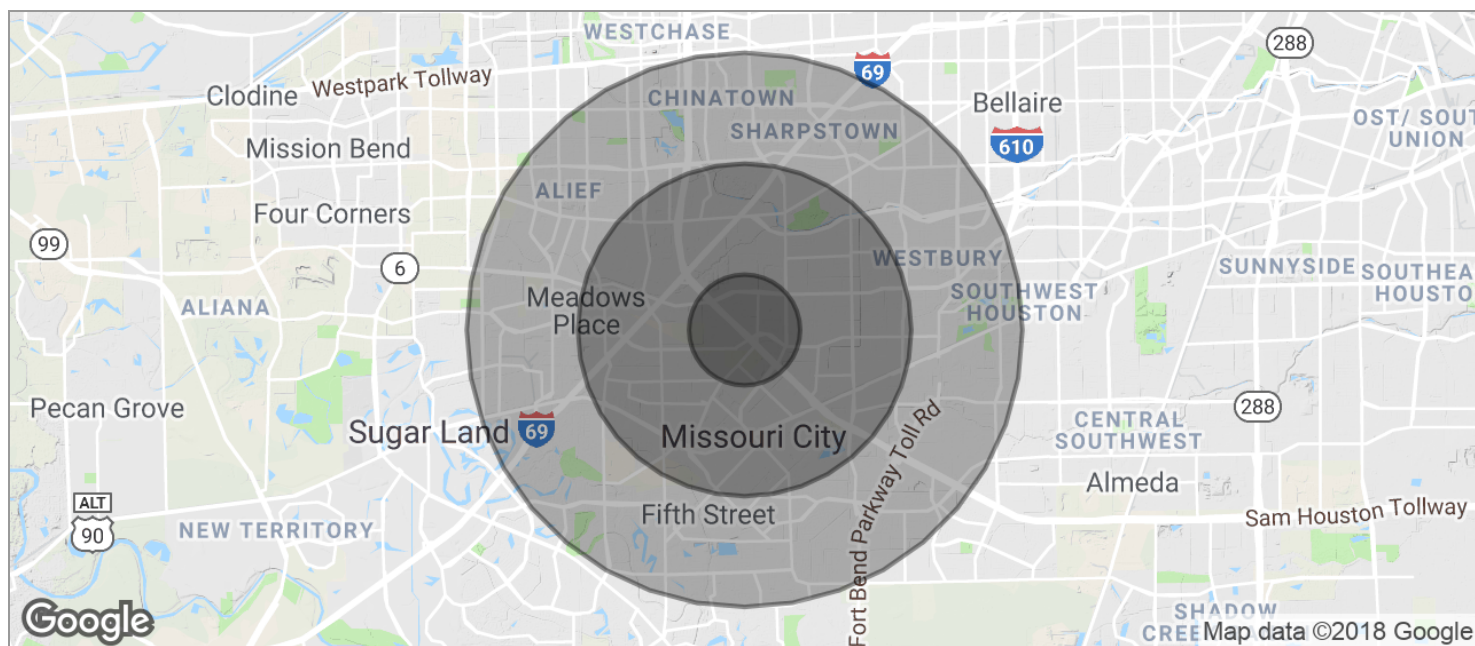 WESTCHASE
288
69
Westpark Tollway
Clodine
CHINATOWN
Bellaire
SHARPSTOWN
OST/ SOUT
UNION
610
Mission Bend
ALIEF
Four Corners
99
6
WESTBURY
SUNNYSIDE
SOUTHEA
HOUSTO
Meadows
Place
SOUTHWEST
HOUSTON
ALIANA
Pecan Grove
288
CENTRAL
SOUTHWEST
Sugar Land
69
Missouri City
Fort Bend Parkway Toll Rd
Almeda
ALT
90
Fifth Street
Sam Houston Tollway
NEW TERRITORY
SHADOW
Google
Map data ©2018 Google